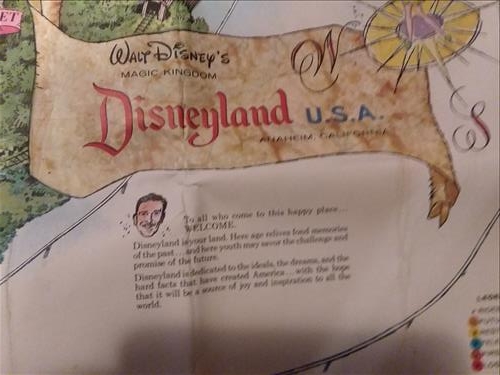 ET
W
WALT DISNEY'S
MAGIC KINGDOM
Disneyland U.S.A.
ANAHEIM, CALIFORNIA
S
To all who come to this happy place...
WELCOME.
Disneyland is your land. Here age relives fond memories
of the past...and here youth may savor the challenge and
promise of the future.
Disneyland is dedicated to the ideals, the dreams, and the
hard facts that have created America...with the hope
that it will be a source of joy and inspiration to all the
world.